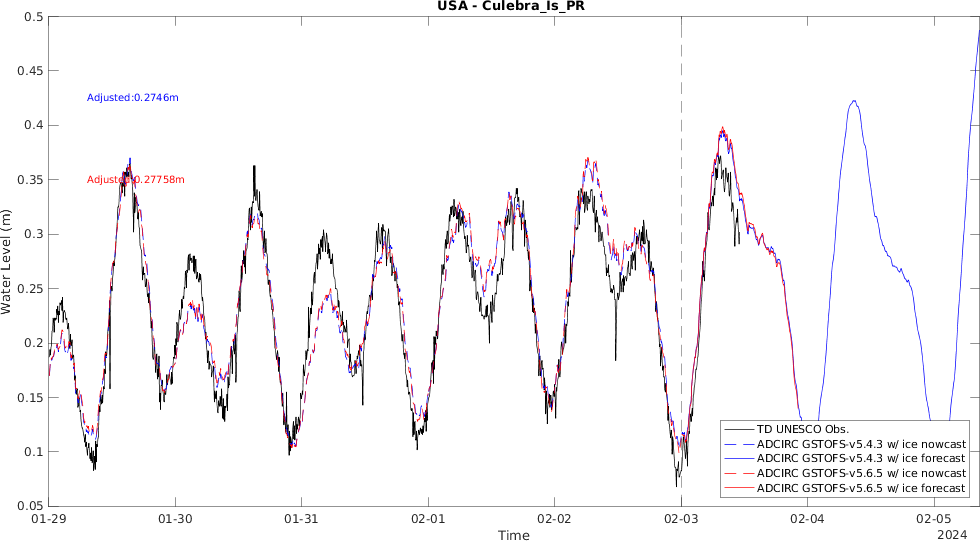 USA - Culebra_Is_PR
0.5
0.45
0.4
0.35
0.3
0.25
0.2
0.15
0.1
0.05
Water Level (m)
Adjusted:0.2746m
Adjusted:0.27758m
TD UNESCO Obs.
ADCIRC GSTOFS-v5.4.3 w/ ice nowcast
ADCIRC GSTOFS-v5.4.3 w/ ice forecast
ADCIRC GSTOFS-v5.6.5 w/ ice nowcast
ADCIRC GSTOFS-v5.6.5 w/ ice forecast
01-29 01-30 01-31 02-01 02-02 02-03 02-04 02-05
Time
2024